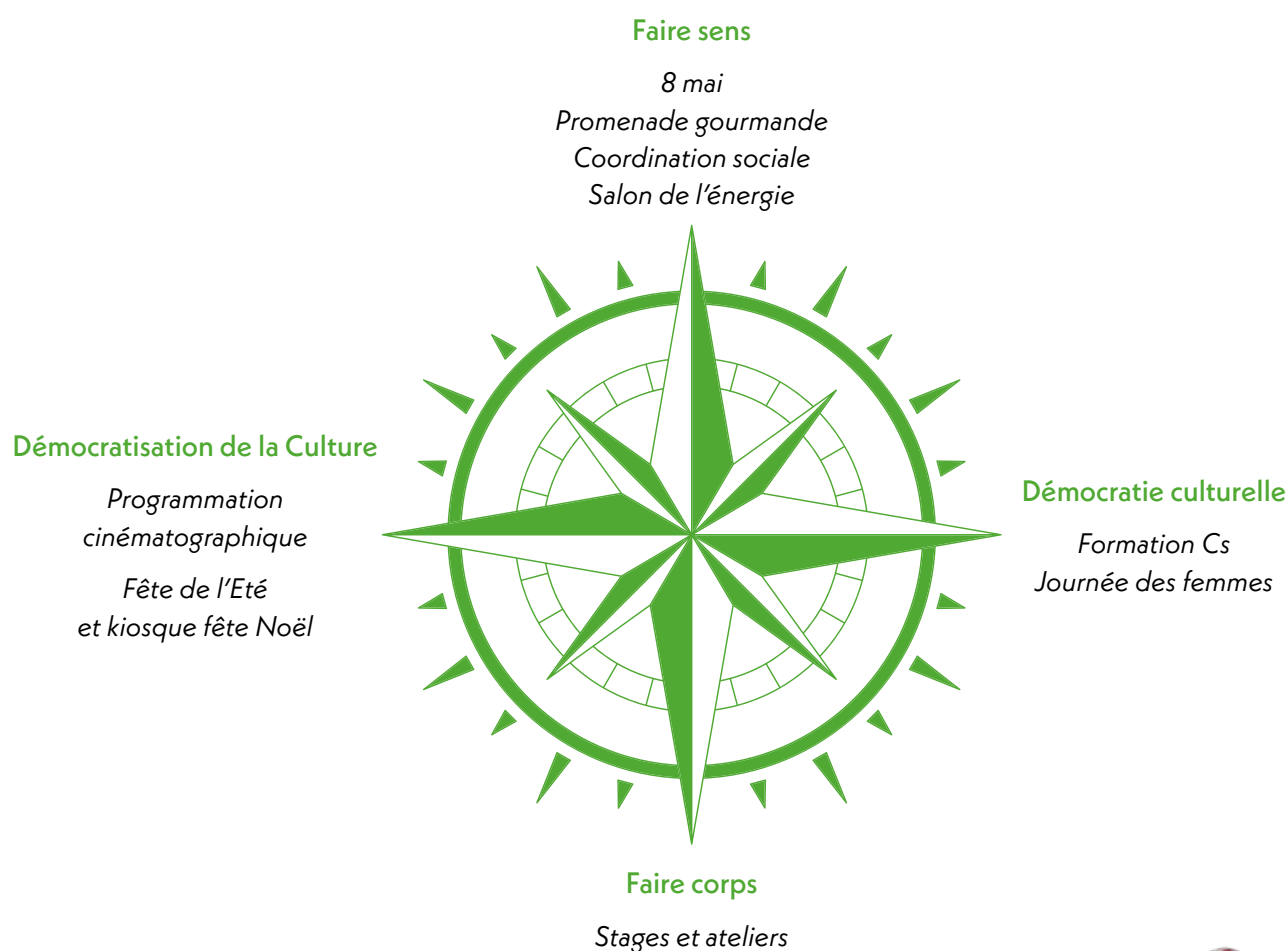 Faire sens
8 mai
Promenade gourmande
Coordination sociale
Salon de l'énergie
Démocratisation de la Culture
Programmation
cinématographique
Fête de l'Eté
et kiosque fête Noël
Démocratie culturelle
Formation Cs
Journée des femmes
Faire corps
Stages et ateliers